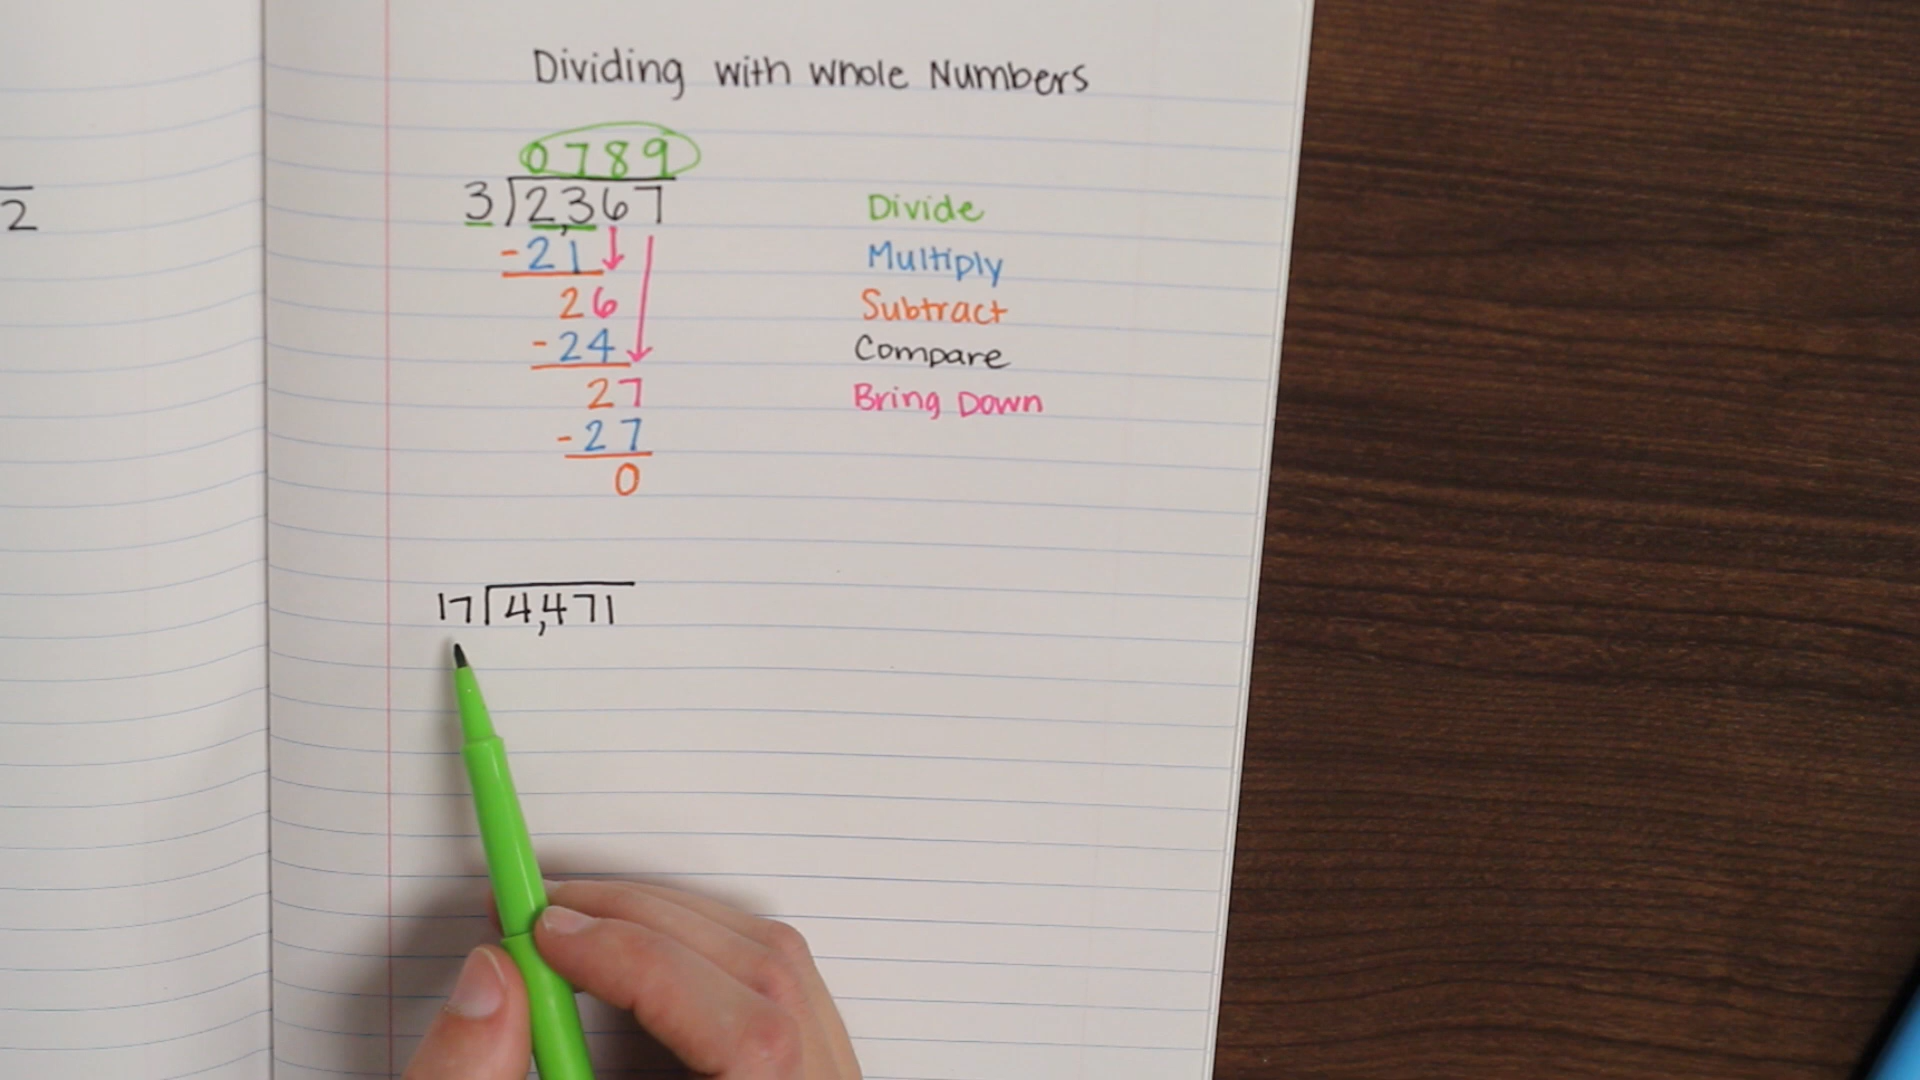 2
Dividing with Whole Numbers
0789
3 2,367
-21
26
-24
27
-27
0
Divide
Multiply
Subtract
Compare
Bring Down
17 4,471